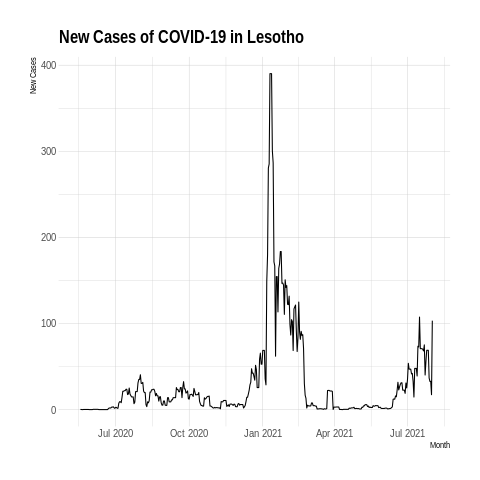 New Cases of COVID-19 in Lesotho
New Cases
400
300
200
100
0
Jul 2020
Oct 2020
Jan 2021
Apr 2021
Jul 2021
Month